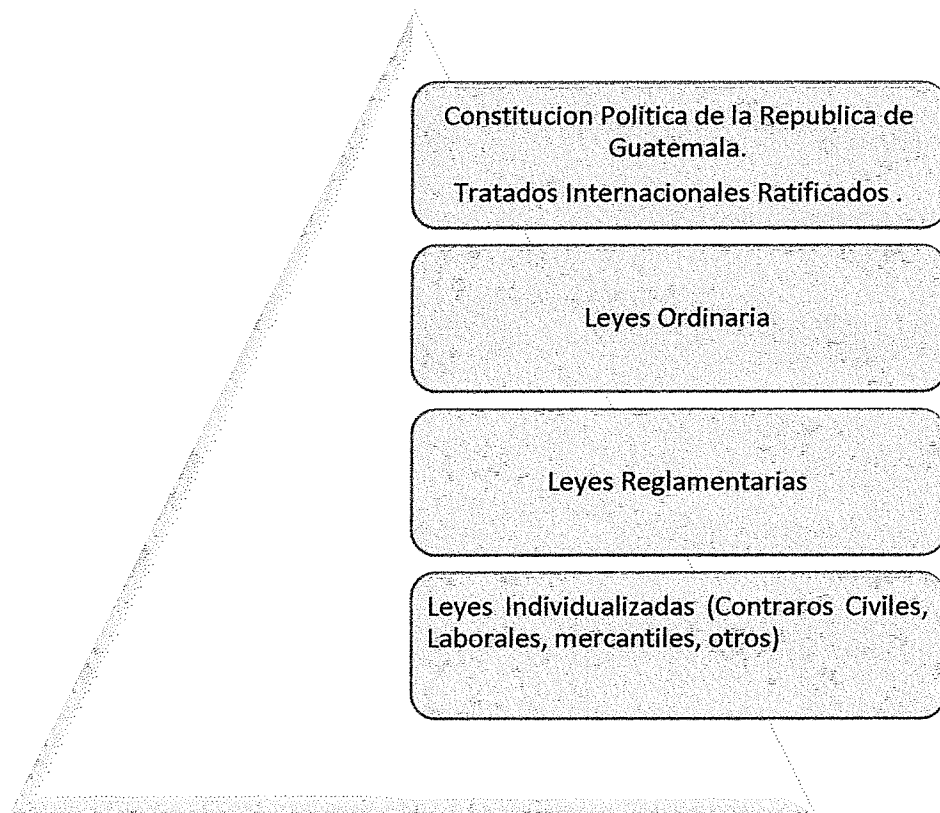 Constitucion Politica de la Republica de
Guatemala.
Tratados Internacionales Ratificados .
Leyes Ordinaria
Leyes Reglamentarias
Leyes Individualizadas (Contraros Civiles,
Laborales, mercantiles, otros)